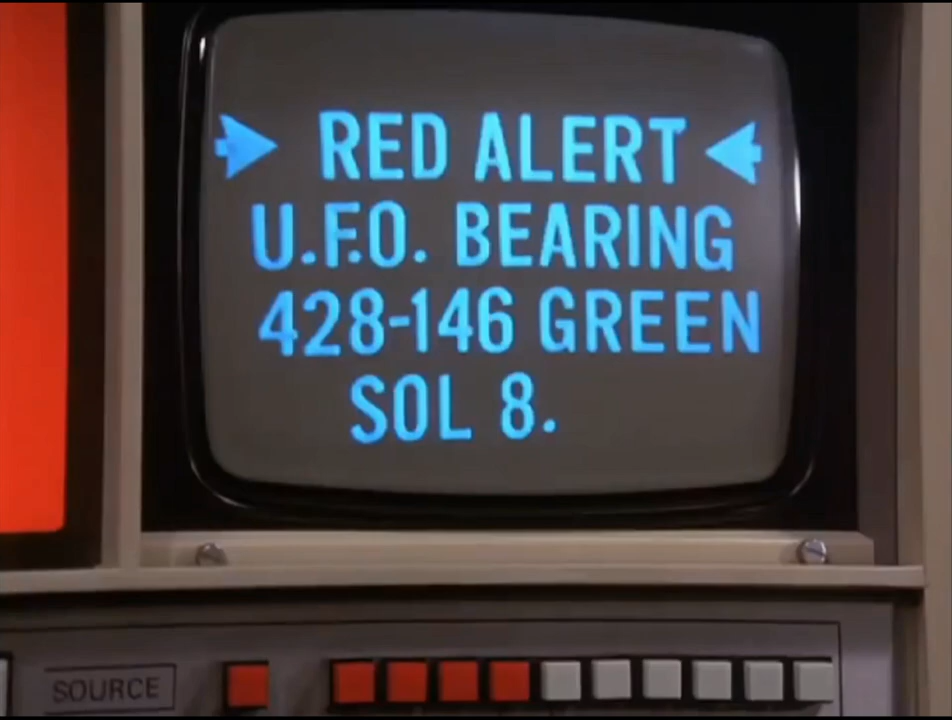 RED ALERT
U.F.O. BEARING
428-146 GREEN
SOL 8.
SOURCE